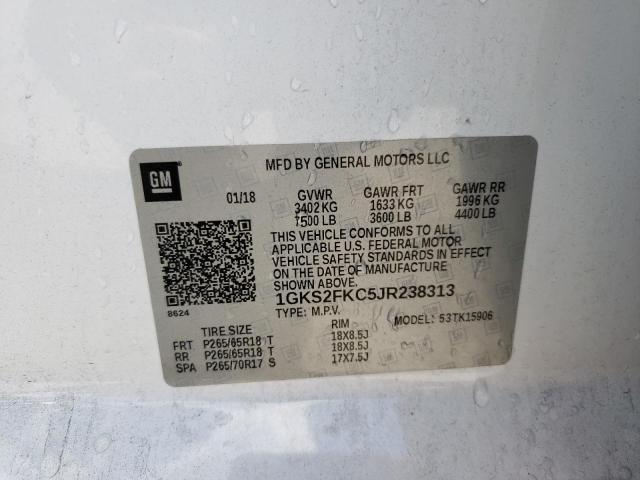 GM
MFD BY GENERAL MOTORS LLC
01/18 GVWR GAWR FRT GAWR RR
3402 KG 1633 KG 1996 KG
7500 LB 3600 LB 4400 LB
THIS VEHICLE CONFORMS TO ALL
APPLICABLE U.S. FEDERAL MOTOR
VEHICLE SAFETY STANDARDS IN EFFECT
ON THE DATE OF MANUFACTURE
8624
1GKS2FKC5JR238313
TYPE: M.P.V. MODEL: 53TK15906
TIRE SIZE RIM
FRT P265/65R18 T 18X8.5J
RR P265/65R18 T 18X8.5J
SPA P265/70R17 S 17X7.5J